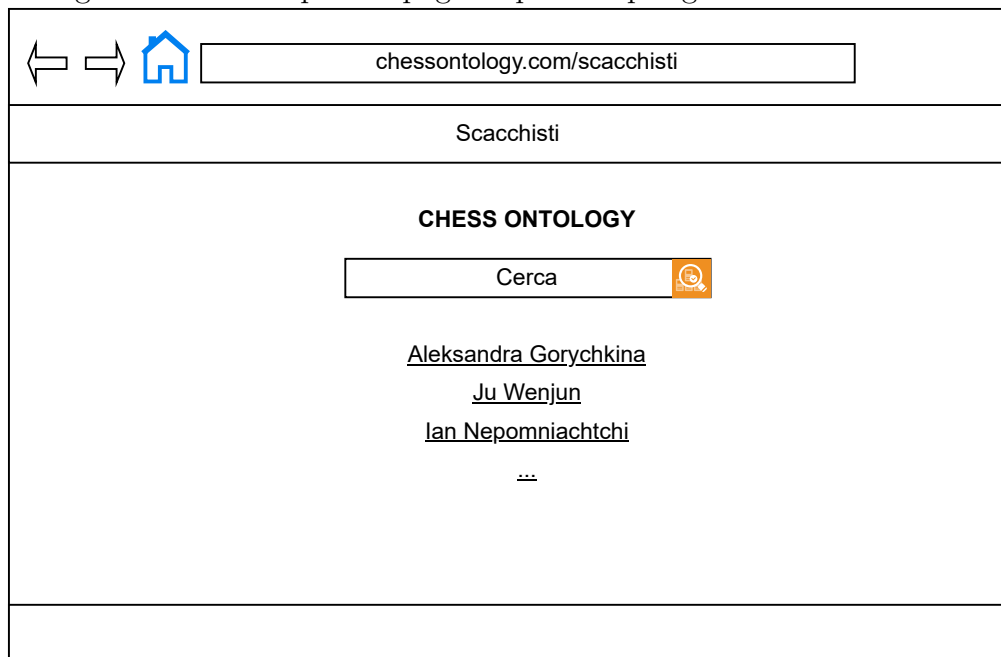 chessontology.com/scacchisti
Scacchisti
CHESS ONTOLOGY
Cerca
Aleksandra Gorychkina
Ju Wenjun
Ian Nepomniachtchi
...